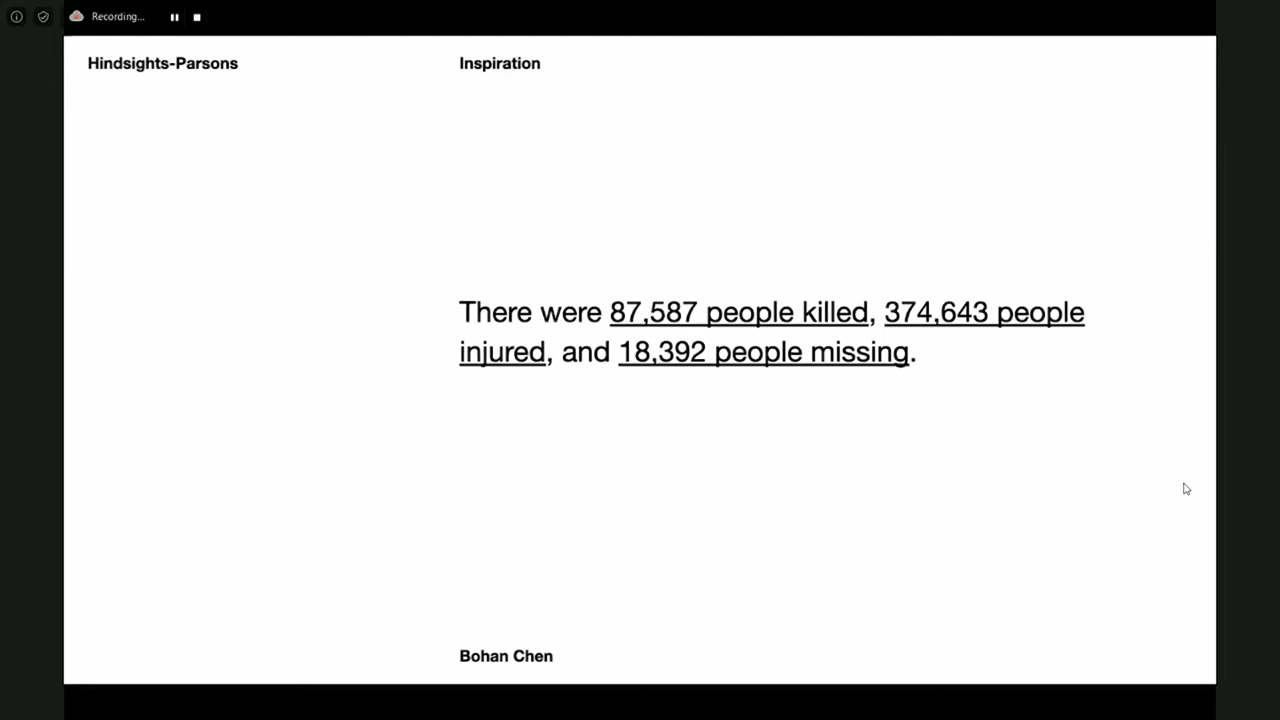 Recording...
Hindsights-Parsons
Inspiration
There were 87,587 people killed, 374,643 people
injured, and 18,392 people missing.
Bohan Chen